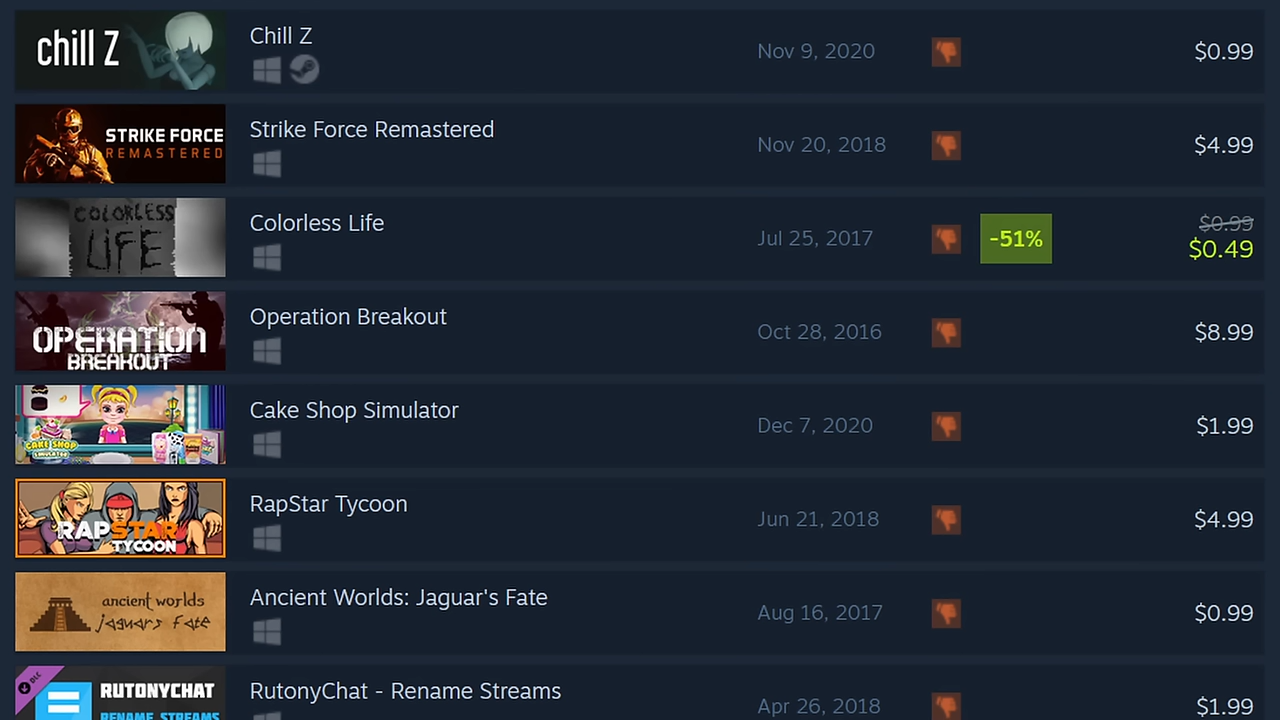 chill Z
Chill Z
Nov 9, 2020
$0.99
STRIKE FORCE
REMASTERED
Strike Force Remastered
Nov 20, 2018
$4.99
COLORLESS
LIFE
Colorless Life
Jul 25, 2017
-51%
$0.99
$0.49
OPERATION
BREAKOUT
Operation Breakout
Oct 28, 2016
$8.99
CAKE SHOP
SIMULATOR
Cake Shop Simulator
Dec 7, 2020
$1.99
RAPSTAR
TYCOON
RapStar Tycoon
Jun 21, 2018
$4.99
ancient worlds
jaguars fate
Ancient Worlds: Jaguar's Fate
Aug 16, 2017
$0.99
DLC
RUTONYCHAT
RENAME STREAMS
RutonyChat - Rename Streams
Apr 26, 2018
$1.99